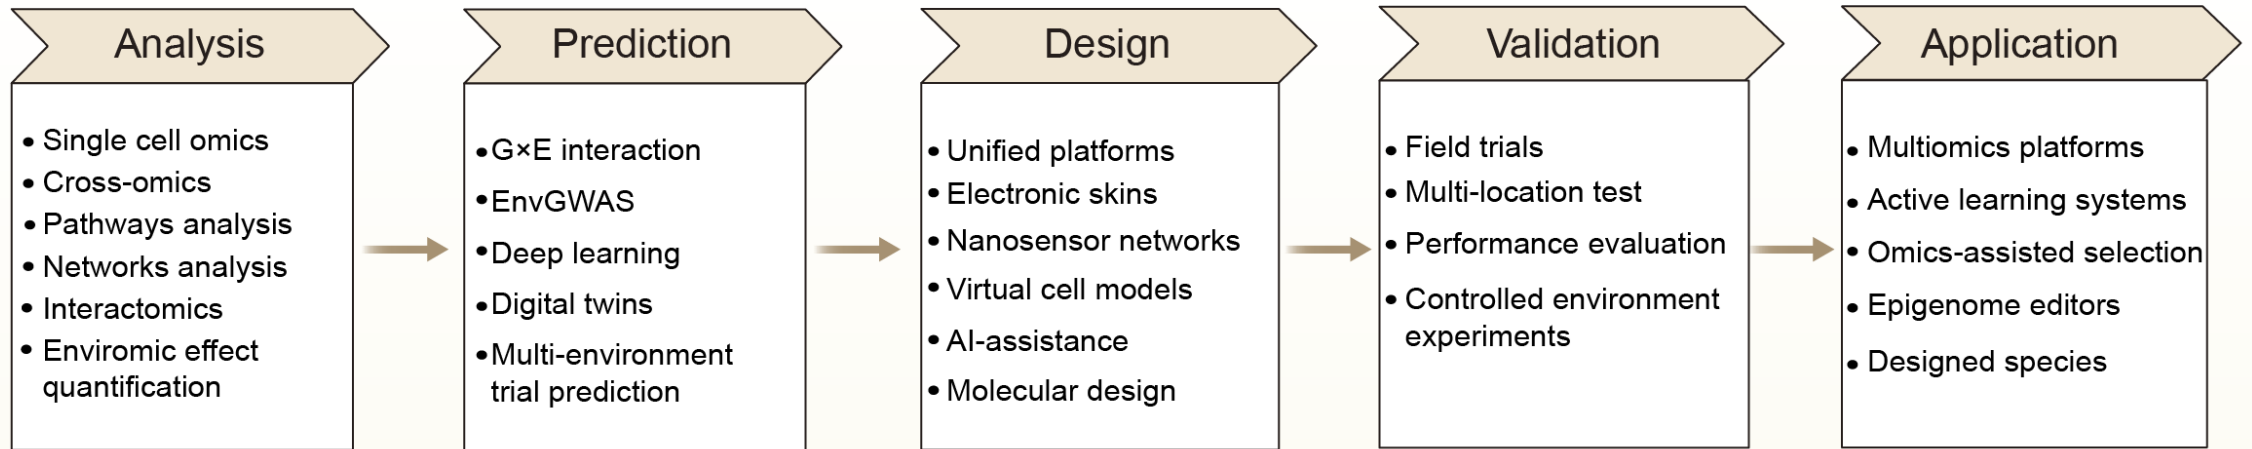 Analysis
• Single cell omics
• Cross-omics
• Pathways analysis
• Networks analysis
• Interactomics
• Enviromic effect
quantification
Prediction
• G×E interaction
• EnvGWAS
• Deep learning
• Digital twins
• Multi-environment
trial prediction
Design
• Unified platforms
• Electronic skins
• Nanosensor networks
• Virtual cell models
• AI-assistance
• Molecular design
Validation
• Field trials
• Multi-location test
• Performance evaluation
• Controlled environment
experiments
Application
• Multiomics platforms
• Active learning systems
• Omics-assisted selection
• Epigenome editors
• Designed species